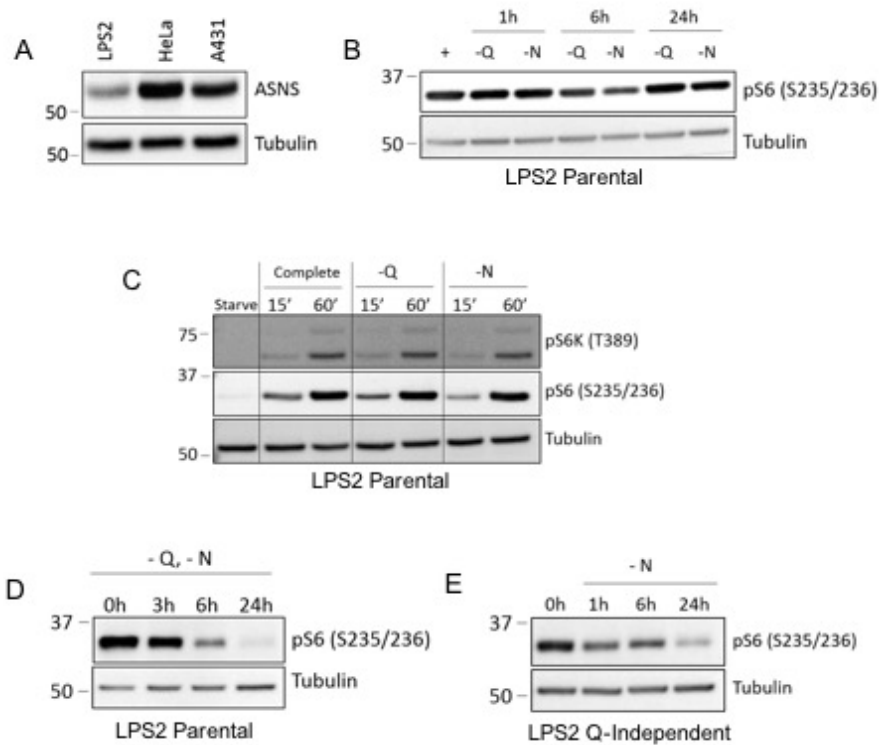 A
LPS2 HeLa A431
50 ASNS
50 Tubulin
B
1h 6h 24h
+ -Q -N -Q -N -Q -N
37 pS6 (S235/236)
50 Tubulin
LPS2 Parental
C
Complete -Q -N
Starve 15’ 60’ 15’ 60’ 15’ 60’
75 pS6K (T389)
37 pS6 (S235/236)
50 Tubulin
LPS2 Parental
D
- Q, - N
0h 3h 6h 24h
37 pS6 (S235/236)
50 Tubulin
LPS2 Parental
E
- N
0h 1h 6h 24h
37 pS6 (S235/236)
50 Tubulin
LPS2 Q-Independent